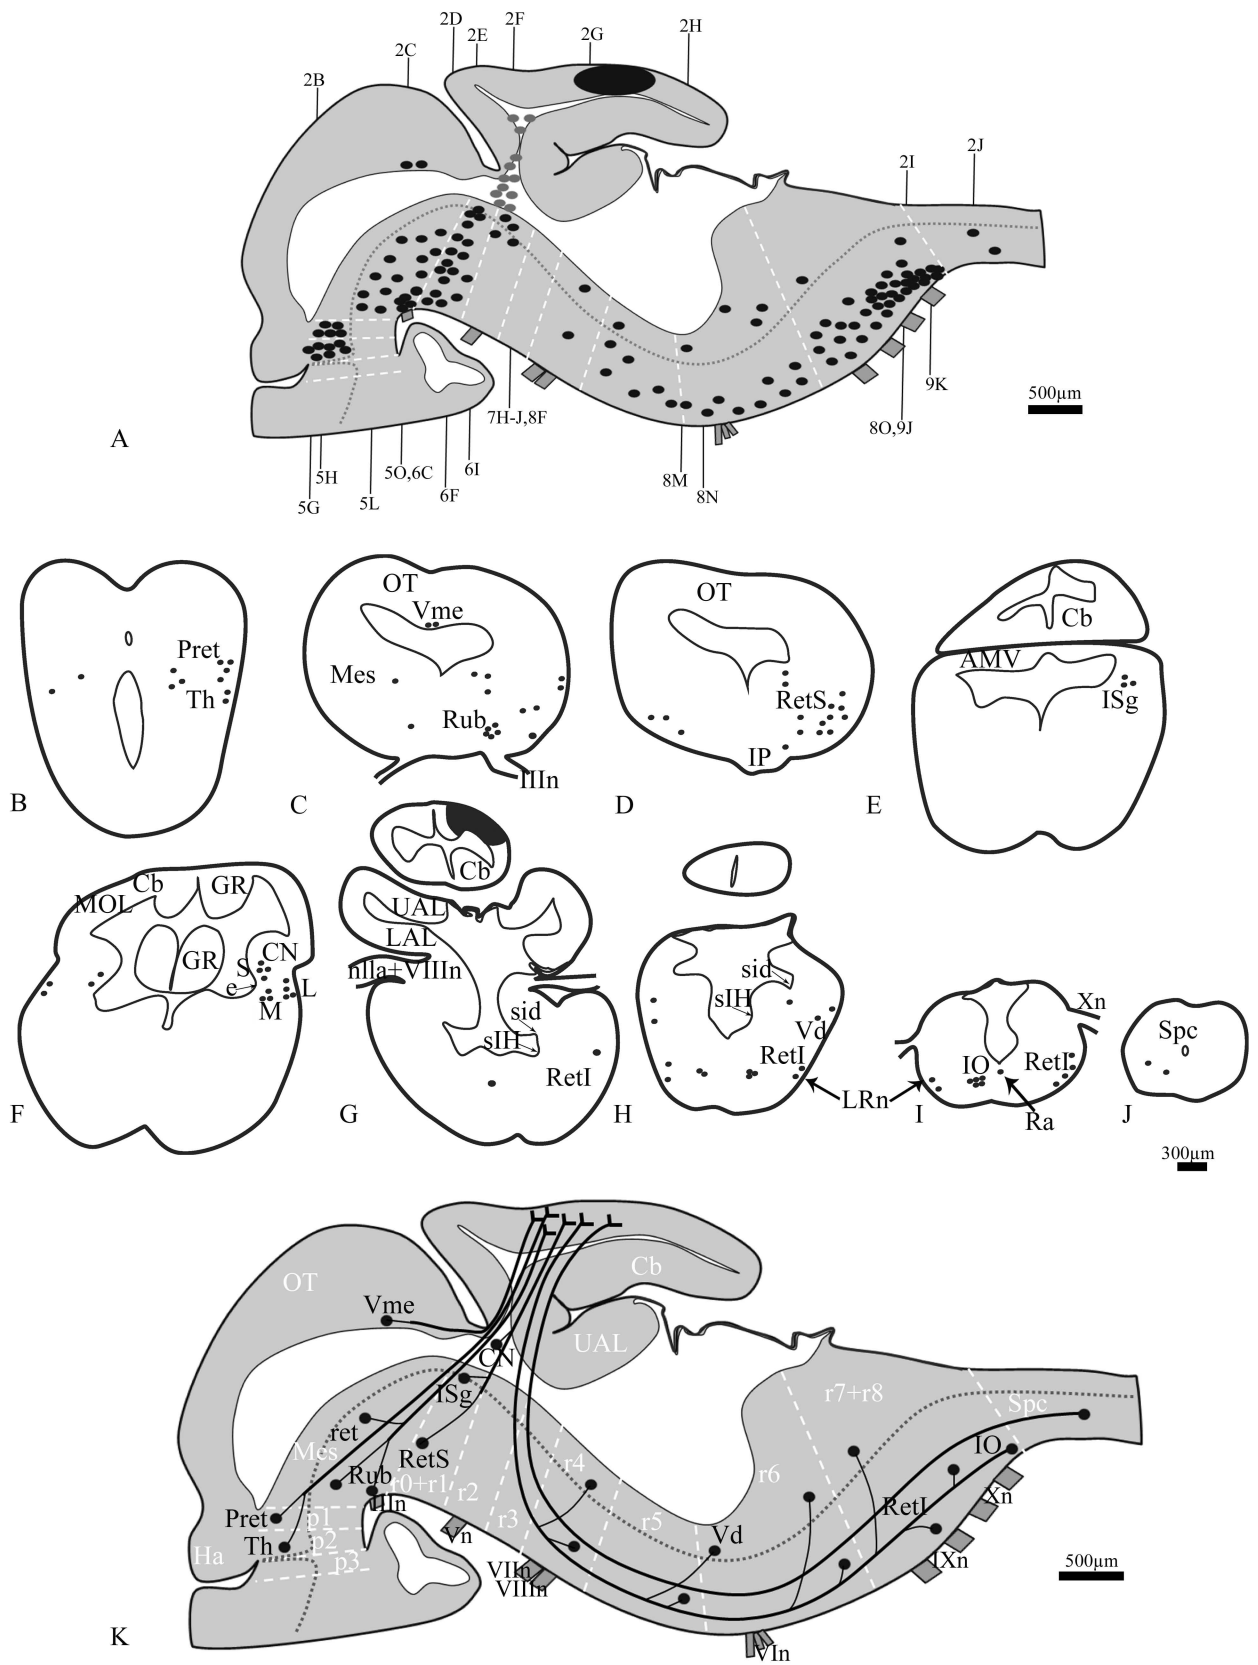 2D
2F
2E
2G
2H
2C
2B
2I
2J
9K
500µm
7H-J,8F
8O,9J
A
5H
5O,6C
6I
8M
5G
5L
6F
8N
OT
Vme
Mes
Rub
IIIn
OT
RetS
IP
Cb
AMV
ISg
Pret
Th
B
C
D
E
Cb
GR
MOL
GR
CN
S
e
L
M
Cb
UAL
LAL
nlla+VIIIn
sid
sIH
RetI
sid
sIH
Vd
RetI
LRn
Xn
IO
RetI
Ra
Spc
F
G
H
I
J
300µm
OT
Vme
Cb
UAL
CN
ISg
ret
Mes
RetS
Rub
r0+r1
IIIn
r2
r3
r4
r5
r6
r7+r8
Spc
IO
RetI
Xn
IXn
Pret
Th
p1
p2
p3
Ha
Vn
VIIn
VIIIn
Vd
VIn
500µm
K